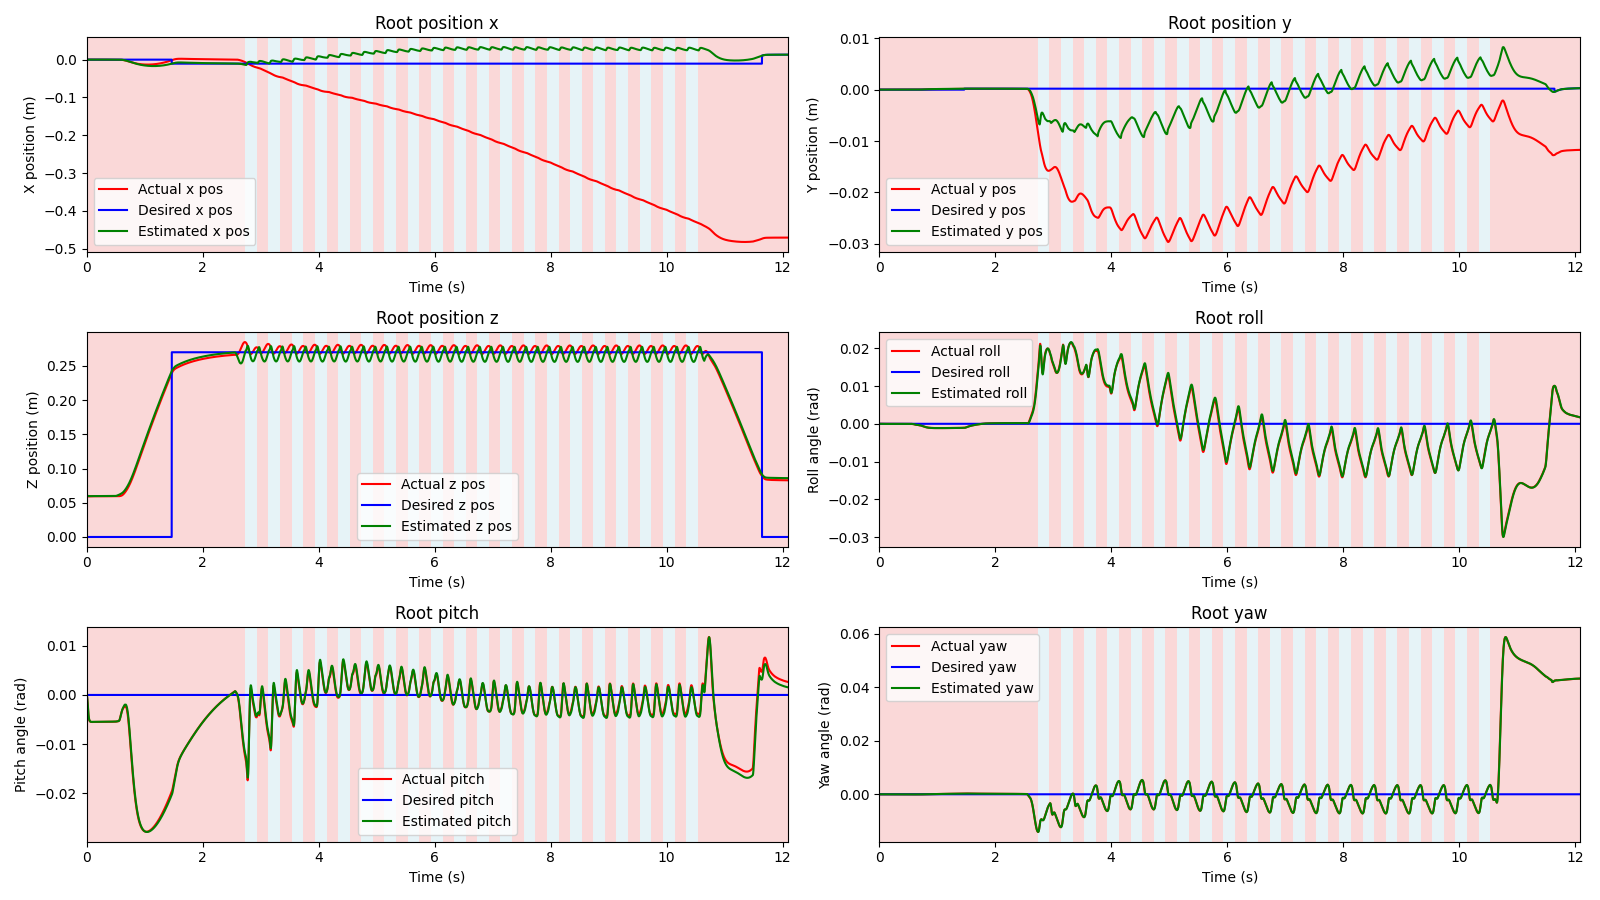 Root position x
X position (m)
0.0
−0.1
−0.2
−0.3
−0.4
−0.5
Actual x pos
Desired x pos
Estimated x pos
0 2 4 6 8 10 12
Time (s)
Root position y
Y position (m)
0.01
0.00
−0.01
−0.02
−0.03
Actual y pos
Desired y pos
Estimated y pos
0 2 4 6 8 10 12
Time (s)
Root position z
Z position (m)
0.25
0.20
0.15
0.10
0.05
0.00
Actual z pos
Desired z pos
Estimated z pos
0 2 4 6 8 10 12
Time (s)
Root roll
Roll angle (rad)
0.02
0.01
0.00
−0.01
−0.02
−0.03
Actual roll
Desired roll
Estimated roll
0 2 4 6 8 10 12
Time (s)
Root pitch
Pitch angle (rad)
0.01
0.00
−0.01
−0.02
Actual pitch
Desired pitch
Estimated pitch
0 2 4 6 8 10 12
Time (s)
Root yaw
Yaw angle (rad)
0.06
0.04
0.02
0.00
Actual yaw
Desired yaw
Estimated yaw
0 2 4 6 8 10 12
Time (s)